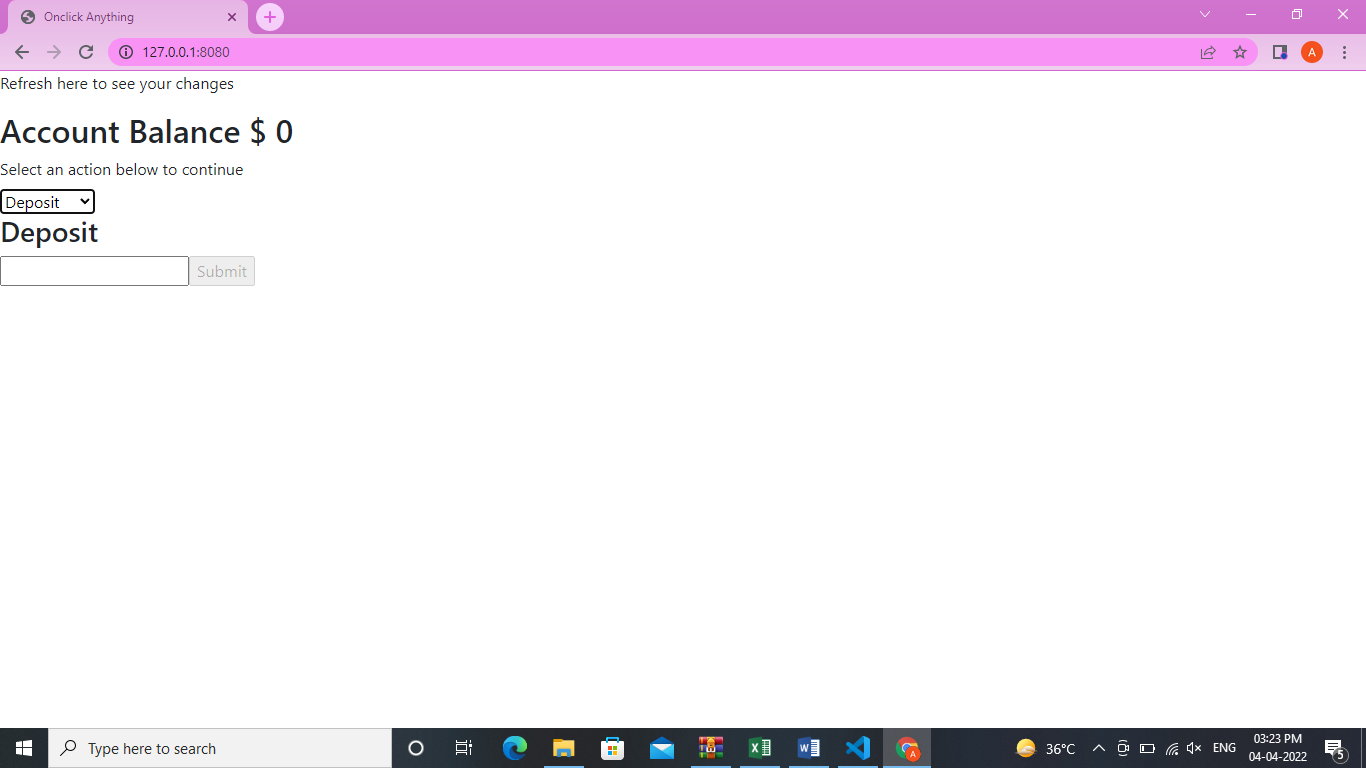 Onclick Anything
127.0.0.1:8080
A
Refresh here to see your changes
Account Balance $ 0
Select an action below to continue
Deposit
Deposit
Submit
Type here to search
A
36°C
ENG
03:23 PM
04-04-2022
5